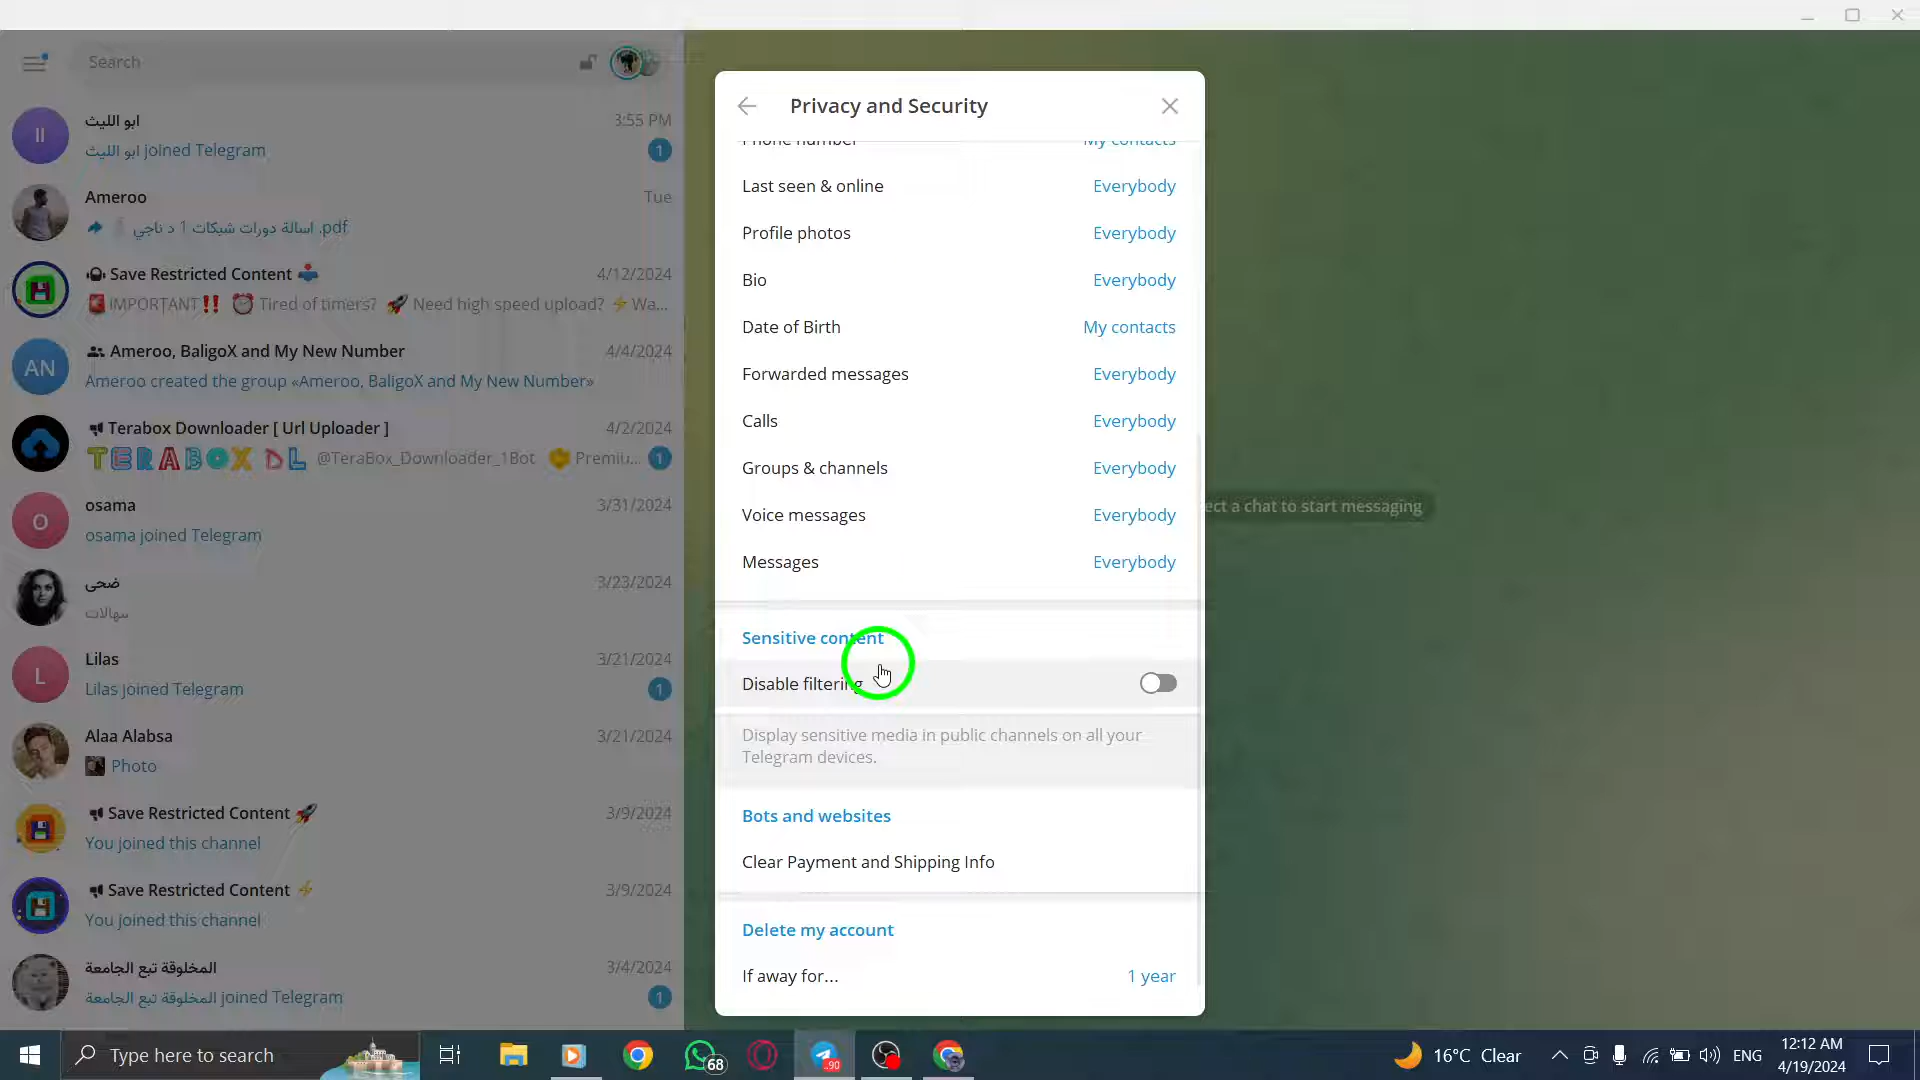 Search
ابو الليث
3:55 PM
ابو الليث joined Telegram
1
Ameroo
Tue
اسالة دورات شبكات 1 د ناجي .pdf
Save Restricted Content
4/12/2024
IMPORTANT‼️ ⏰ Tired of timers? 🚀 Need high speed upload? ⚡ Wa...
AN
Ameroo, BaligoX and My New Number
4/4/2024
Ameroo created the group «Ameroo, BaligoX and My New Number»
Terabox Downloader [ Url Uploader ]
4/2/2024
TERABOX DL @TeraBox_Downloader_1Bot Premiu...
1
O
osama
3/31/2024
osama joined Telegram
ضحى
3/23/2024
سهالات
L
Lilas
3/21/2024
Lilas joined Telegram
1
Alaa Alabsa
3/21/2024
Photo
Save Restricted Content 🚀
3/9/2024
You joined this channel
Save Restricted Content ⚡
3/9/2024
You joined this channel
المخلوقة تبع الجامعة
3/4/2024
المخلوقة تبع الجامعة joined Telegram
1
Privacy and Security
Phone number
My contacts
Last seen & online
Everybody
Profile photos
Everybody
Bio
Everybody
Date of Birth
My contacts
Forwarded messages
Everybody
Calls
Everybody
Groups & channels
Everybody
Voice messages
Everybody
Messages
Everybody
Sensitive content
Disable filtering
Display sensitive media in public channels on all your
Telegram devices.
Bots and websites
Clear Payment and Shipping Info
Delete my account
If away for...
1 year
ect a chat to start messaging
Type here to search
68
90
16°C Clear
ENG
12:12 AM
4/19/2024